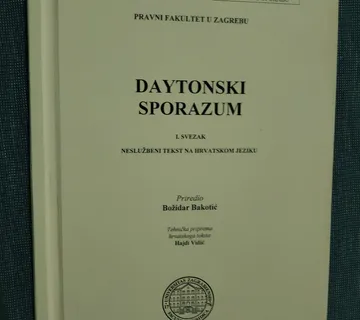 PRAVNI FAKULTET U ZAGREBU
DAYTONSKI
SPORAZUM
I. SVEZAK
NESLUŽBENI TEKST NA HRVATSKOM JEZIKU
Priredio
Božidar Bakotić
Tehnička priprema
hrvatskoga teksta
Hajdi Vidić